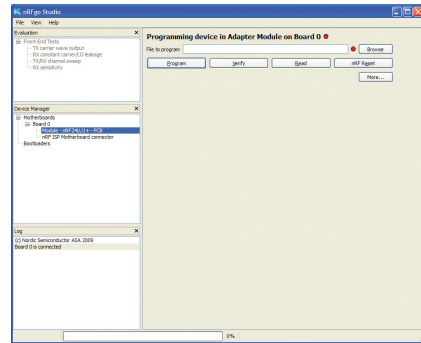 nRFgo Studio
File View Help
Evaluation
Front-End Tests
TX carrier wave output
RX constant carrier/LO leakage
TX/RX channel sweep
RX sensitivity
Device Manager
Motherboards
Board 0
Module - nRF24LU1+ - PCB
nRF ISP Motherboard connector
Bootloaders
Log
(c) Nordic Semiconductor ASA 2009
Board 0 is connected
Programming device in Adapter Module on Board 0
File to program
Browse
Program Verify Read nRF Reset
More...
0%